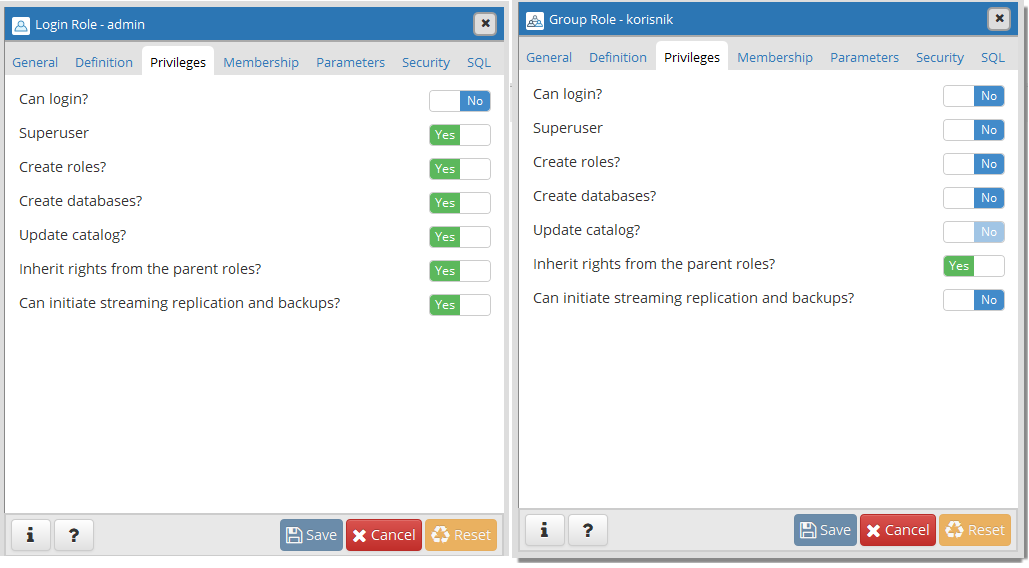 Login Role - admin
General Definition Privileges Membership Parameters Security SQL
Can login? No
Superuser Yes
Create roles? Yes
Create databases? Yes
Update catalog? Yes
Inherit rights from the parent roles? Yes
Can initiate streaming replication and backups? Yes
i ? Save Cancel Reset
Group Role - korisnik
General Definition Privileges Membership Parameters Security SQL
Can login? No
Superuser No
Create roles? No
Create databases? No
Update catalog? No
Inherit rights from the parent roles? Yes
Can initiate streaming replication and backups? No
i ? Save Cancel Reset